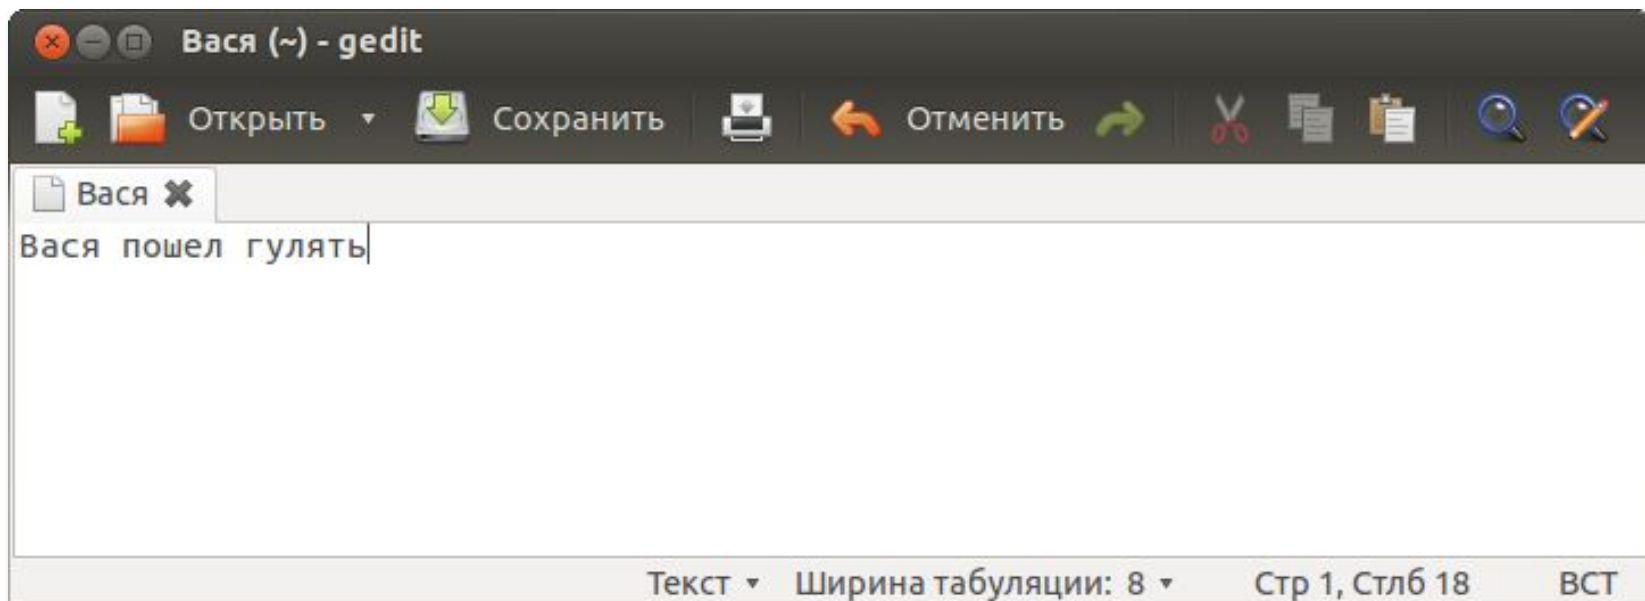 Вася (~) - gedit
Открыть Сохранить Отменить
Вася
Вася пошел гулять
Текст Ширина табуляции: 8 Стр 1, Стлб 18 ВСТ